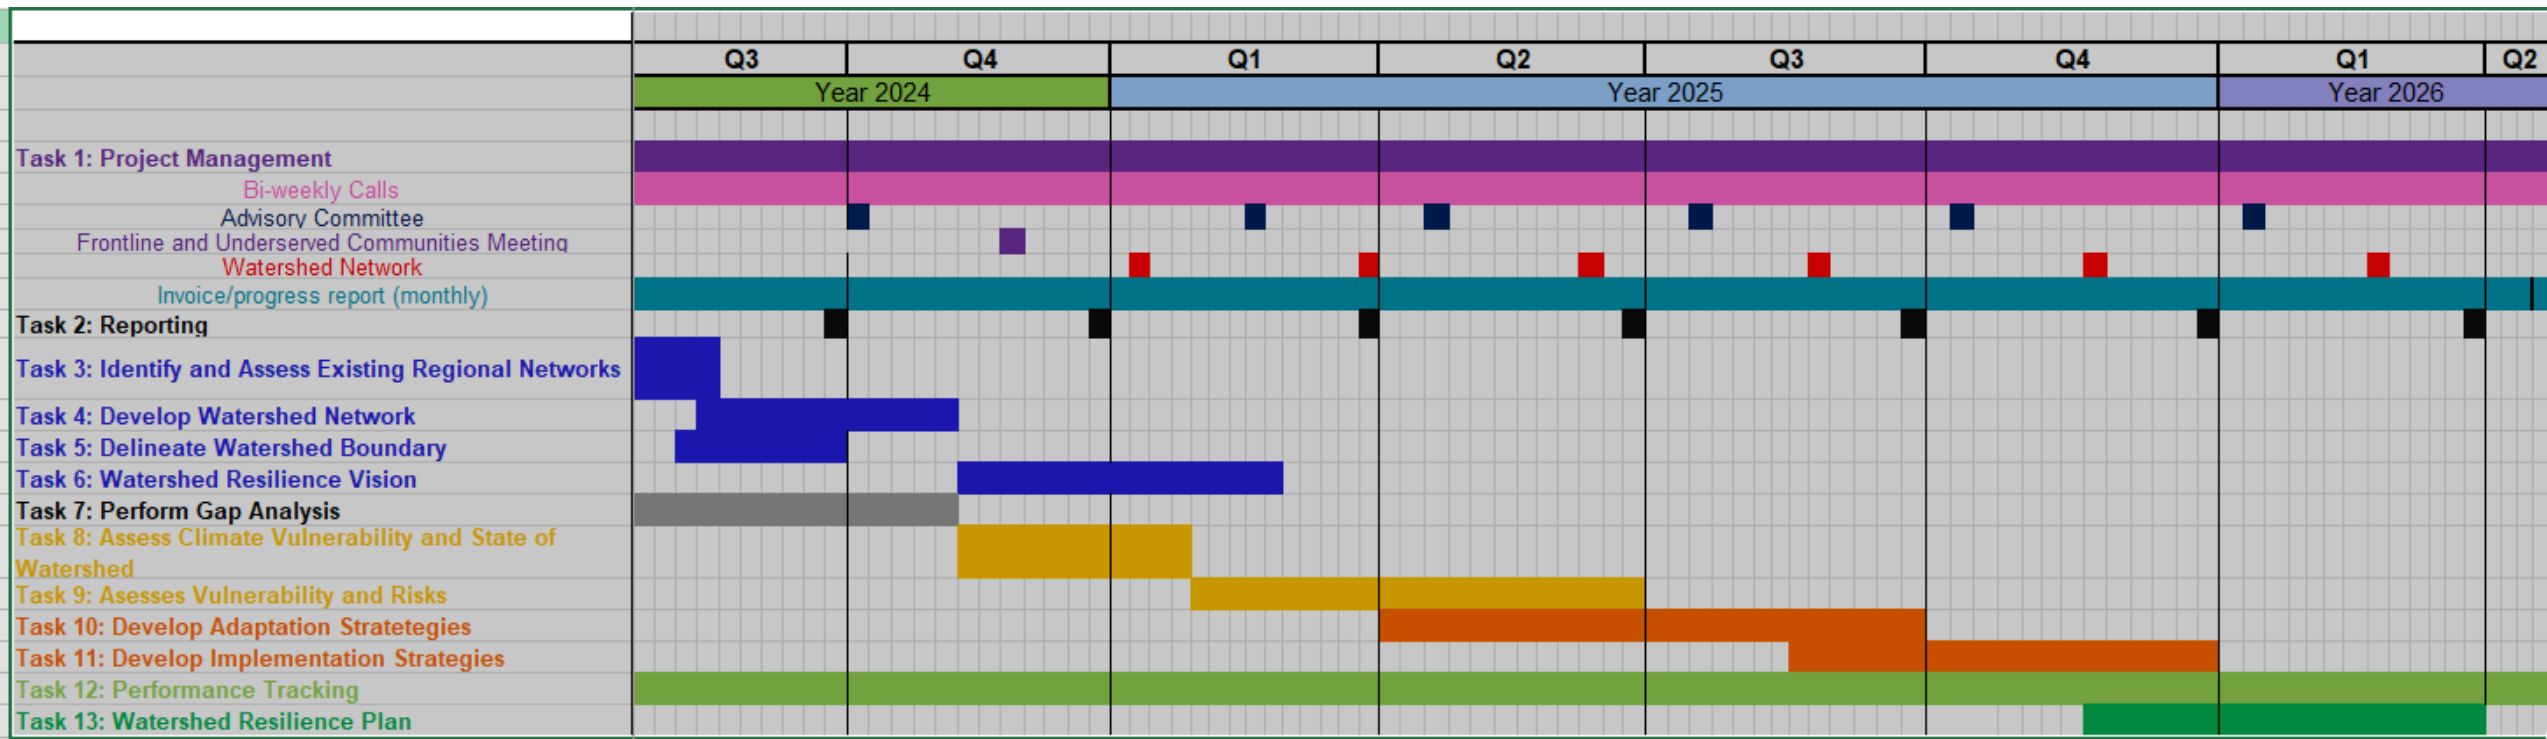 Q3 Q4 Q1 Q2 Q3 Q4 Q1 Q2
Year 2024 Year 2025 Year 2026
Task 1: Project Management
Bi-weekly Calls
Advisory Committee
Frontline and Underserved Communities Meeting
Watershed Network
Invoice/progress report (monthly)
Task 2: Reporting
Task 3: Identify and Assess Existing Regional Networks
Task 4: Develop Watershed Network
Task 5: Delineate Watershed Boundary
Task 6: Watershed Resilience Vision
Task 7: Perform Gap Analysis
Task 8: Assess Climate Vulnerability and State of
Watershed
Task 9: Asesses Vulnerability and Risks
Task 10: Develop Adaptation Stratetegies
Task 11: Develop Implementation Strategies
Task 12: Performance Tracking
Task 13: Watershed Resilience Plan